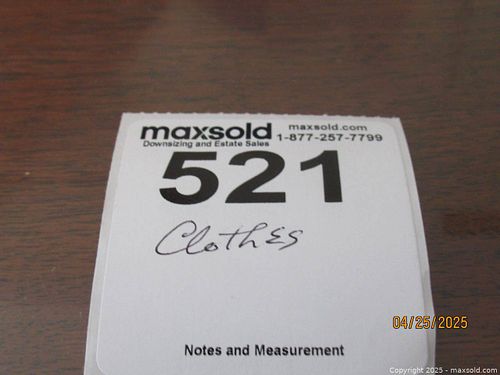 maxsold maxsold.com
Downsizing and Estate Sales 1-877-257-7799
521
Clothes
04/25/2025
Notes and Measurement
Copyright © 2025 - maxsold.com